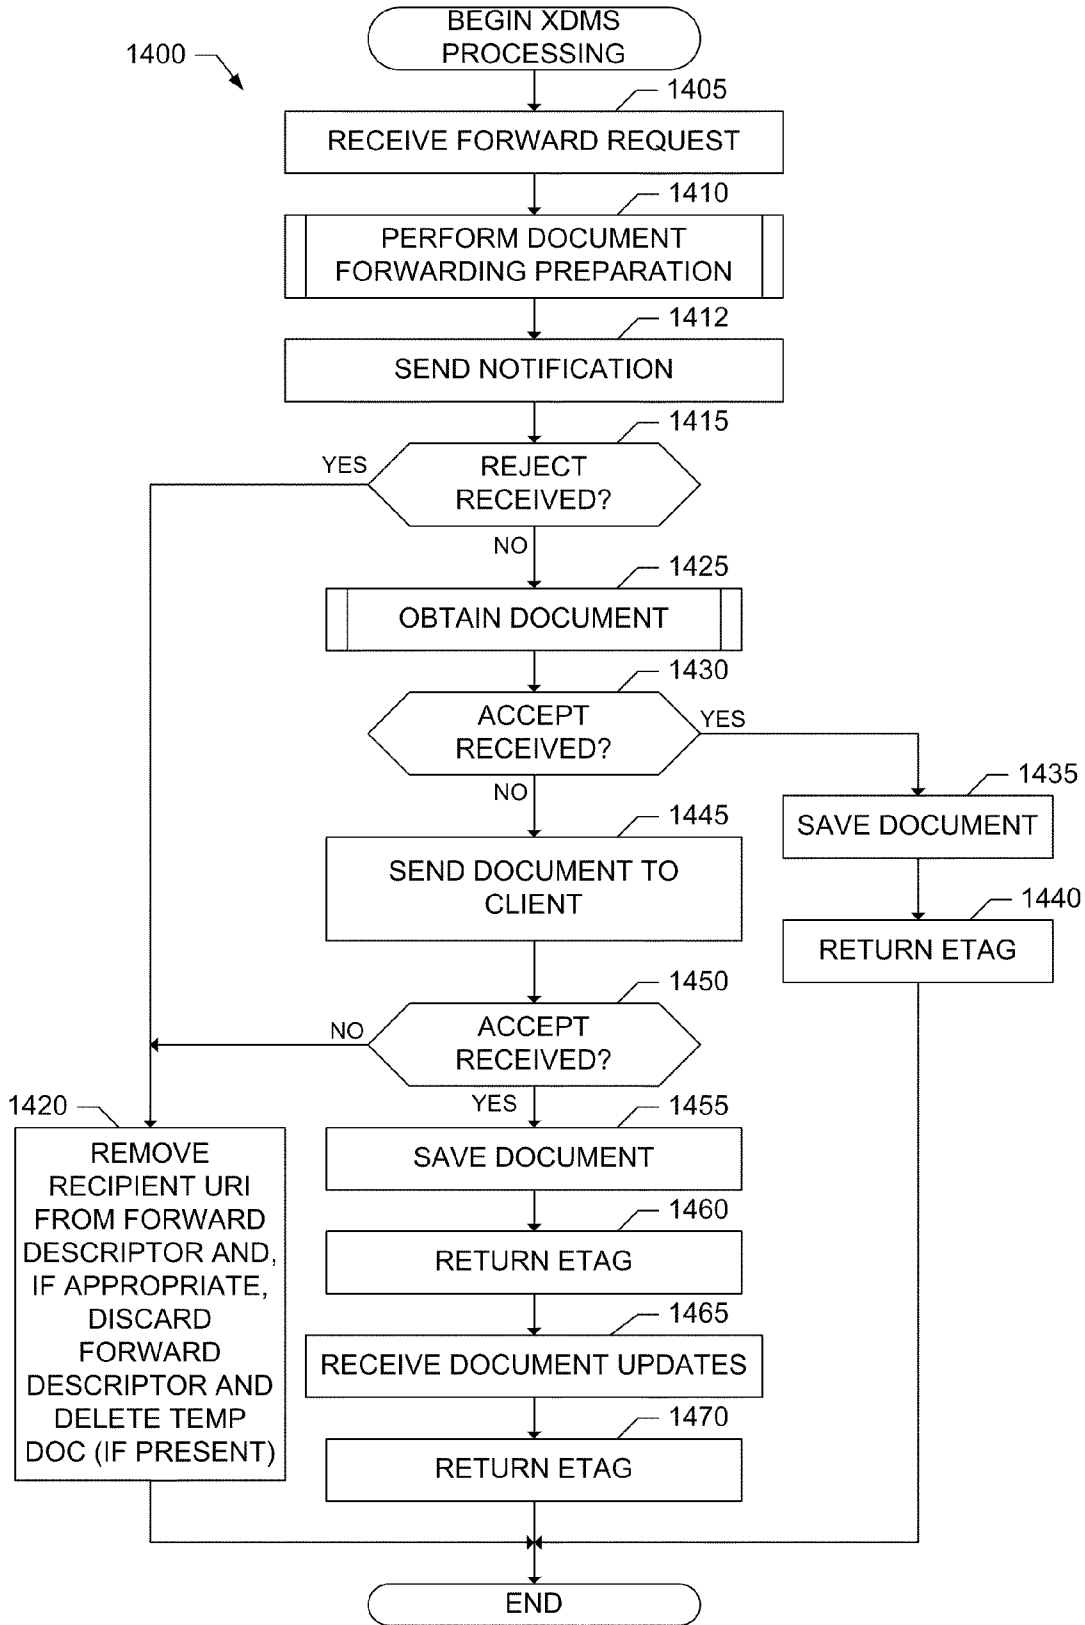 BEGIN XDMS
PROCESSING
1400
1405
RECEIVE FORWARD REQUEST
1410
PERFORM DOCUMENT
FORWARDING PREPARATION
1412
SEND NOTIFICATION
1415
YES
REJECT
RECEIVED?
NO
1425
OBTAIN DOCUMENT
1430
ACCEPT
RECEIVED?
YES
NO
1435
SAVE DOCUMENT
1445
SEND DOCUMENT TO
CLIENT
1440
RETURN ETAG
1450
NO
ACCEPT
RECEIVED?
YES
1420
REMOVE
RECIPIENT URI
FROM FORWARD
DESCRIPTOR AND,
IF APPROPRIATE,
DISCARD
FORWARD
DESCRIPTOR AND
DELETE TEMP
DOC (IF PRESENT)
1455
SAVE DOCUMENT
1460
RETURN ETAG
1465
RECEIVE DOCUMENT UPDATES
1470
RETURN ETAG
END